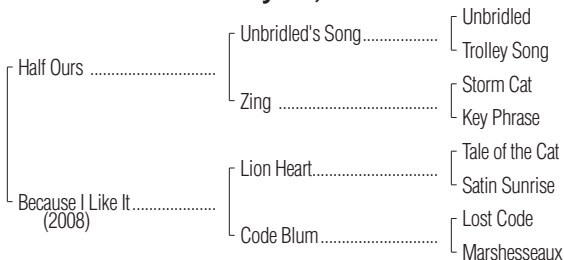 Unbridled
Unbridled's Song..................
Trolley Song
Half Ours ..............................
Storm Cat
Zing ......................................
Key Phrase
Tale of the Cat
Lion Heart..............................
Satin Sunrise
Because I Like It....................
(2008)
Lost Code
Code Blum............................
Marshesseaux